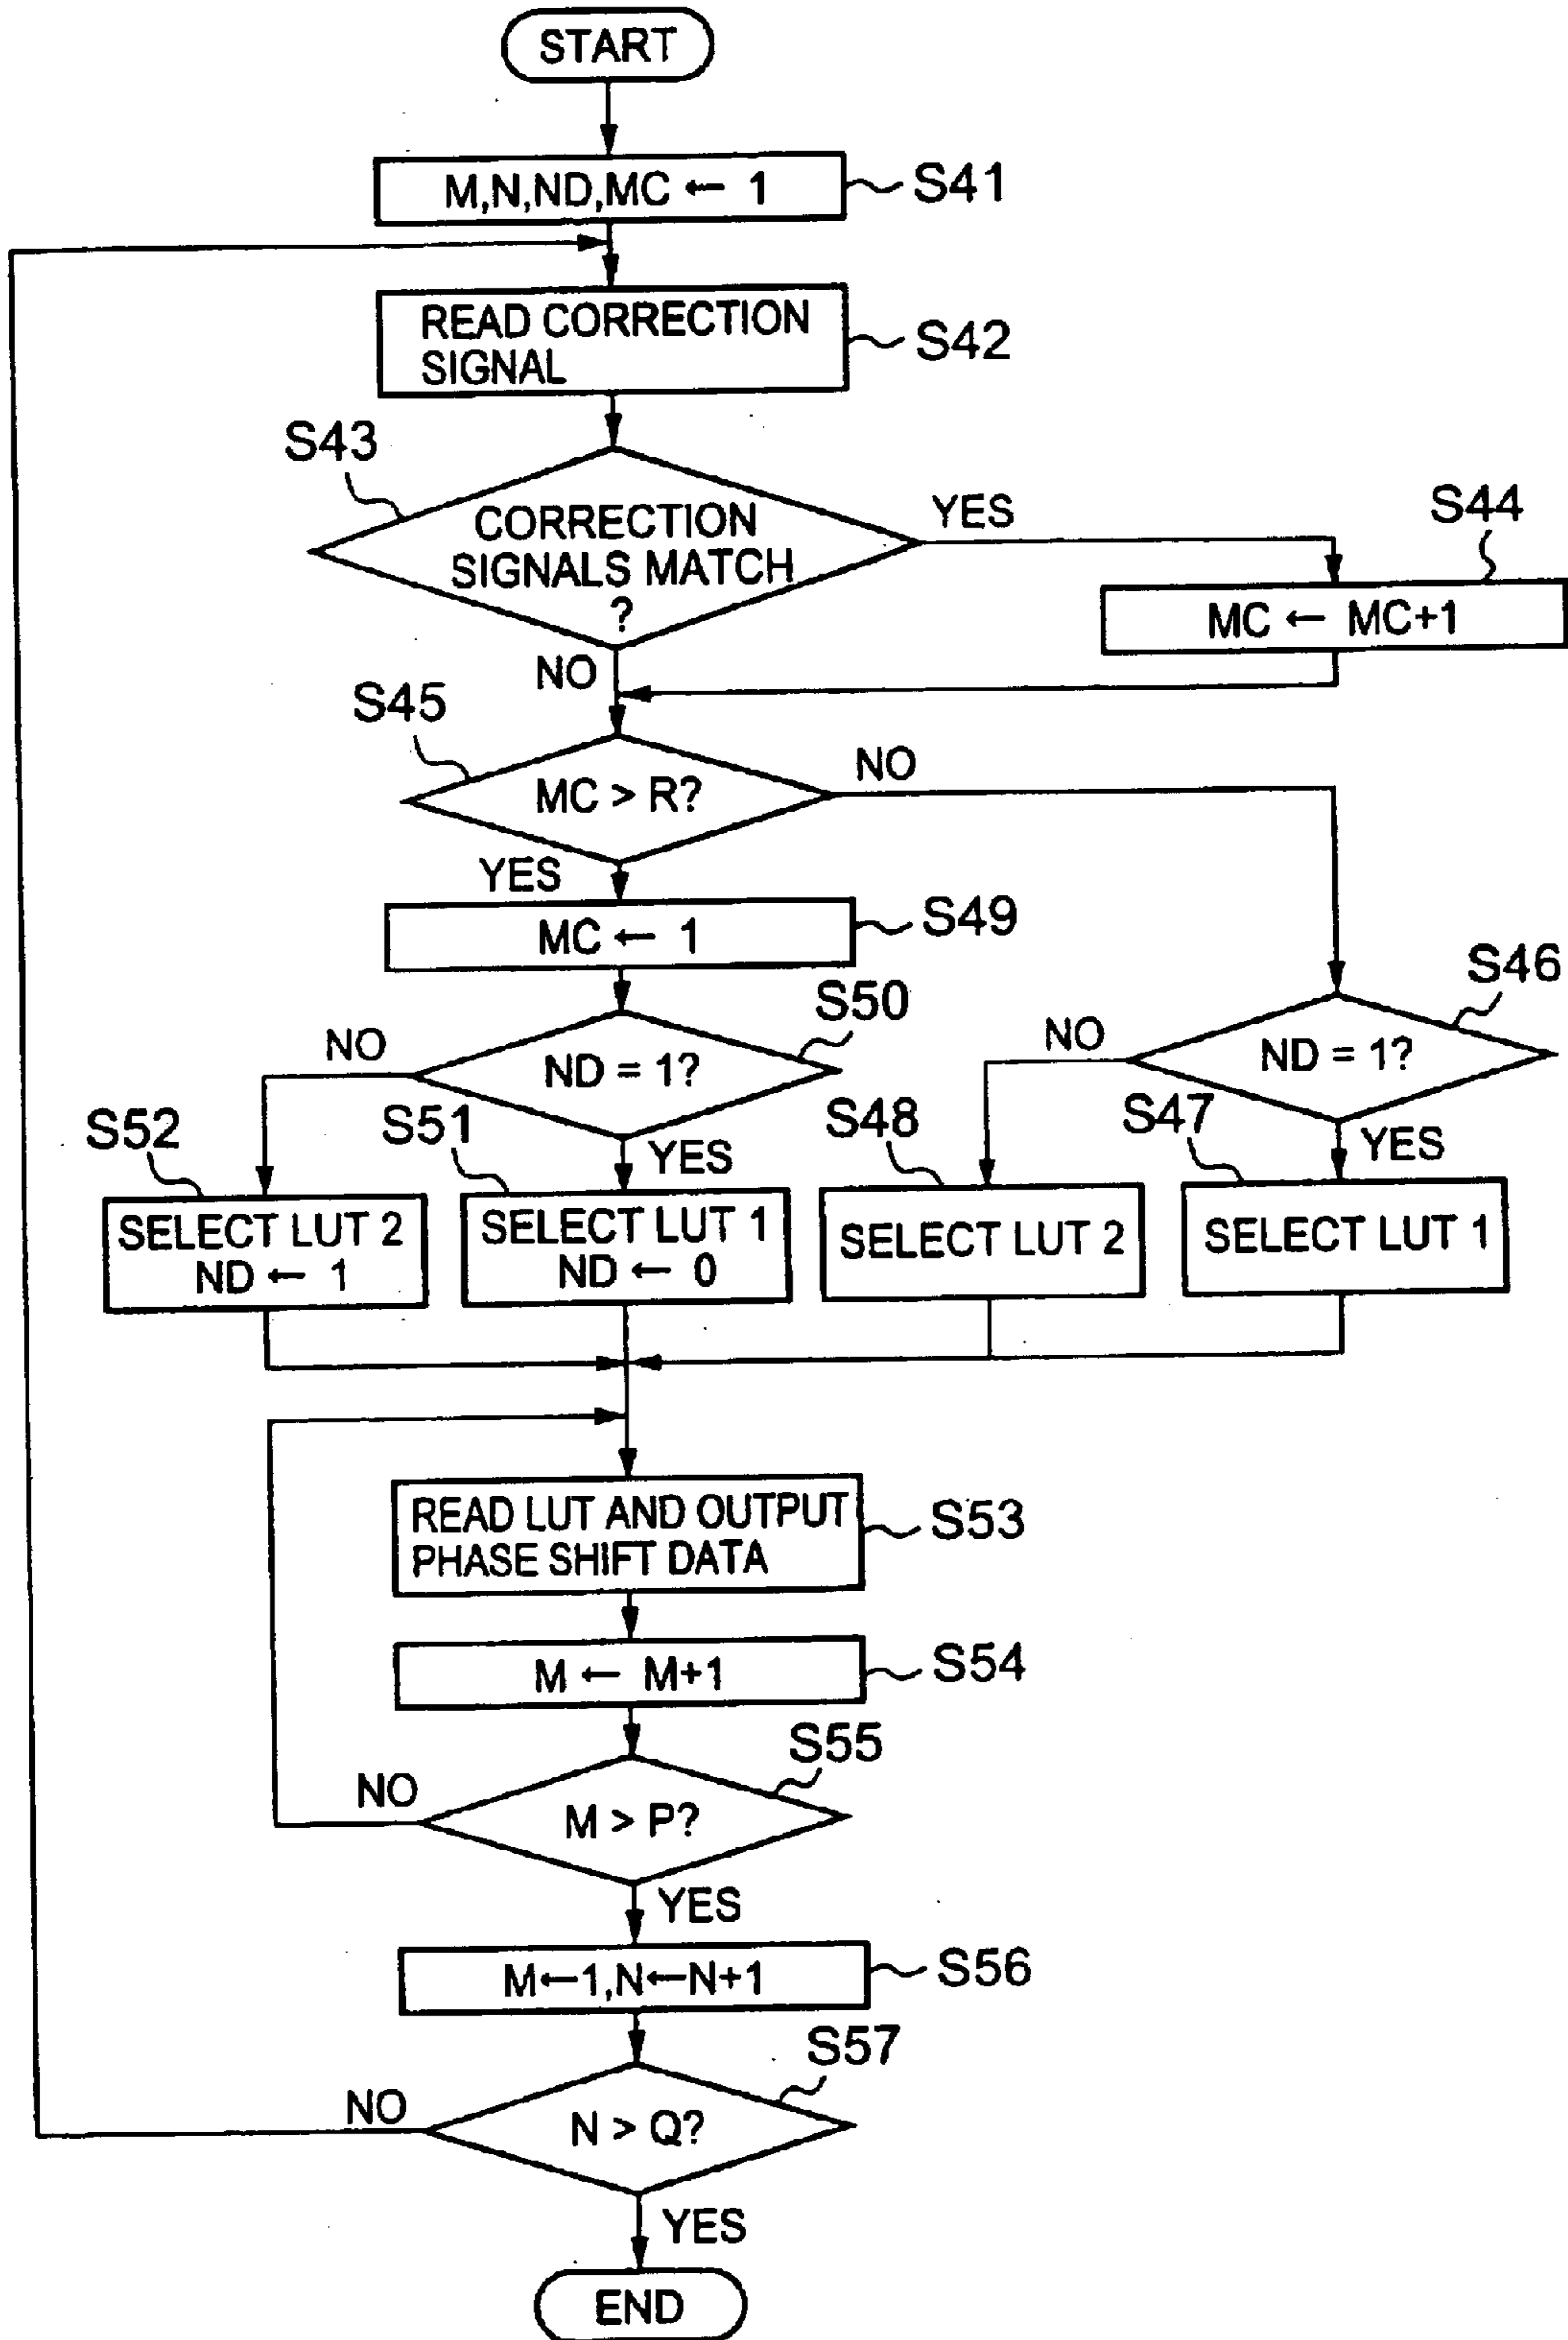 START
M,N,ND,MC ← 1
S41
READ CORRECTION
SIGNAL
S42
S43
CORRECTION
SIGNALS MATCH
?
YES
S44
MC ← MC+1
NO
S45
MC > R?
NO
YES
MC ← 1
S49
S46
S50
NO
ND = 1?
NO
ND = 1?
S52
S51
YES
S48
S47
YES
SELECT LUT 2
ND ← 1
SELECT LUT 1
ND ← 0
SELECT LUT 2
SELECT LUT 1
READ LUT AND OUTPUT
PHASE SHIFT DATA
S53
M ← M+1
S54
S55
NO
M > P?
YES
M←1,N←N+1
S56
S57
NO
N > Q?
YES
END